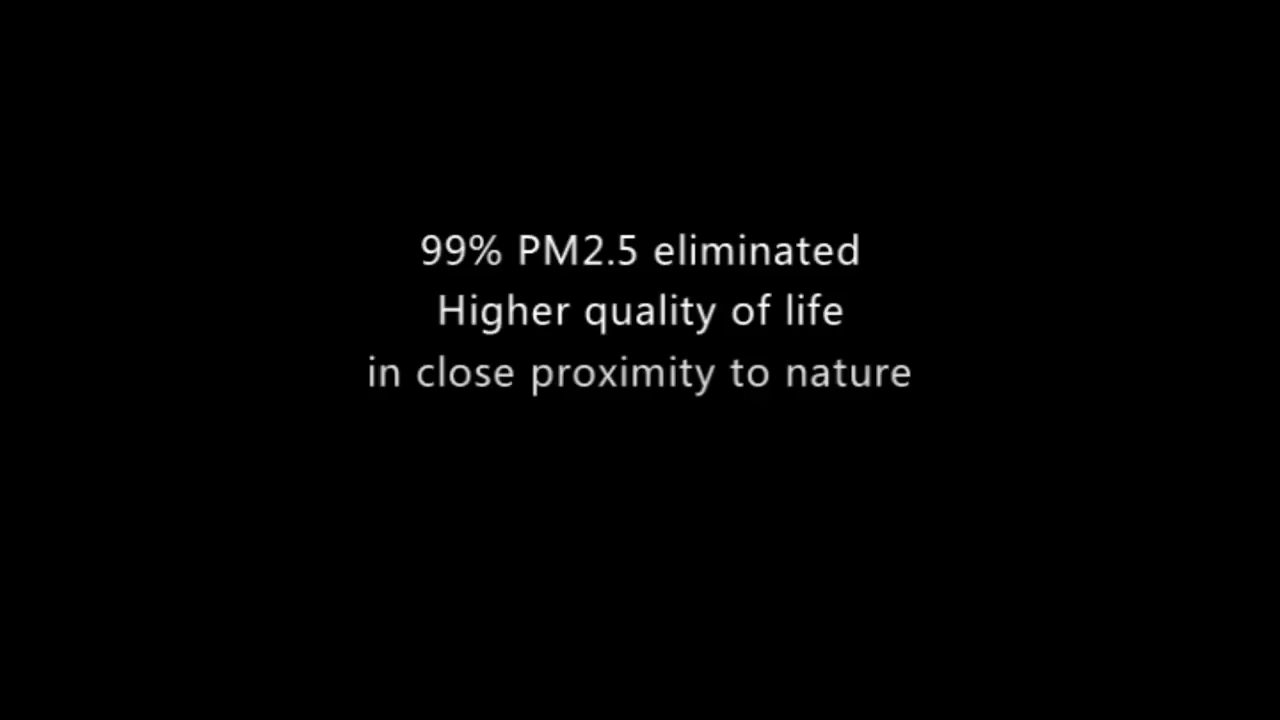 99% PM2.5 eliminated
Higher quality of life
in close proximity to nature